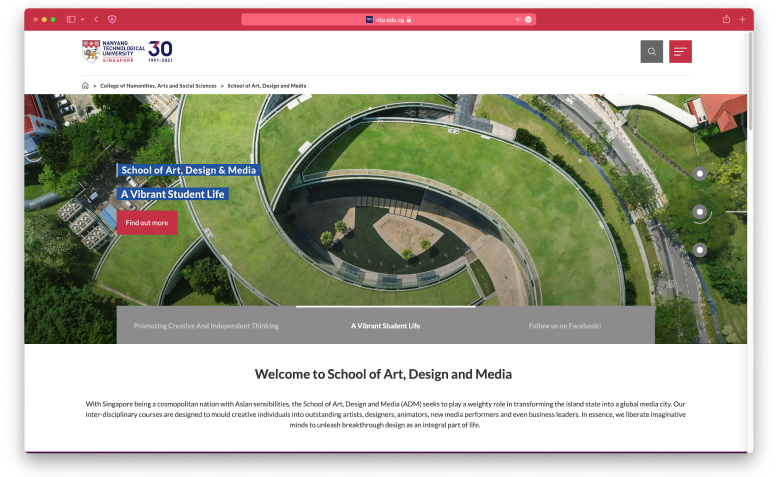 ntu.edu.sg
NANYANG
TECHNOLOGICAL
UNIVERSITY
SINGAPORE
30
1991-2021
> College of Humanities, Arts and Social Sciences > School of Art, Design and Media
School of Art, Design & Media
A Vibrant Student Life
Find out more
Promoting Creative And Independent Thinking
A Vibrant Student Life
Follow us on Facebook!
Welcome to School of Art, Design and Media
With Singapore being a cosmopolitan nation with Asian sensibilities, the School of Art, Design and Media (ADM) seeks to play a weighty role in transforming the island state into a global media city. Our
inter-disciplinary courses are designed to mould creative individuals into outstanding artists, designers, animators, new media performers and even business leaders. In essence, we liberate imaginative
minds to unleash breakthrough design as an integral part of life.